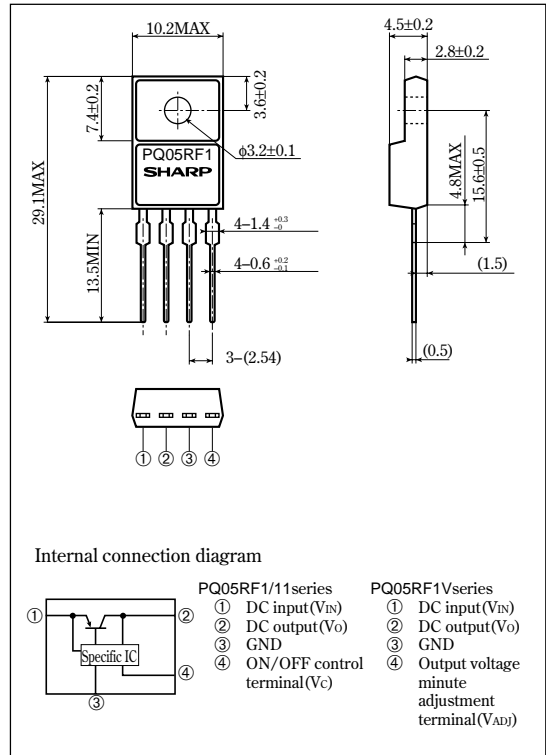 10.2MAX
4.5±0.2
2.8±0.2
3.6±0.2
7.4±0.2
29.1MAX
PQ05RF1
SHARP
ϕ3.2±0.1
4.8MAX
15.6±0.5
13.5MIN
4–1.4 +0.3 –0
4–0.6 +0.2 –0.1
(1.5)
3–(2.54)
(0.5)
① ② ③ ④
Internal connection diagram
① ②
Specific IC
④
③
PQ05RF1/11series
① DC input(VIN)
② DC output(VO)
③ GND
④ ON/OFF control
terminal(VC)
PQ05RF1Vseries
① DC input(VIN)
② DC output(VO)
③ GND
④ Output voltage
minute
adjustment
terminal(VADJ)